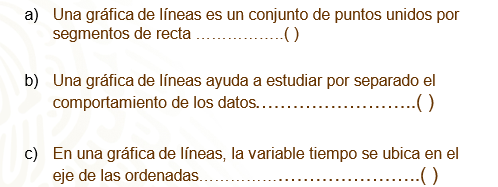 a) Una gráfica de líneas es un conjunto de puntos unidos por
segmentos de recta ……………..( )
b) Una gráfica de líneas ayuda a estudiar por separado el
comportamiento de los datos..........................( )
c) En una gráfica de líneas, la variable tiempo se ubica en el
eje de las ordenadas.....................................( )